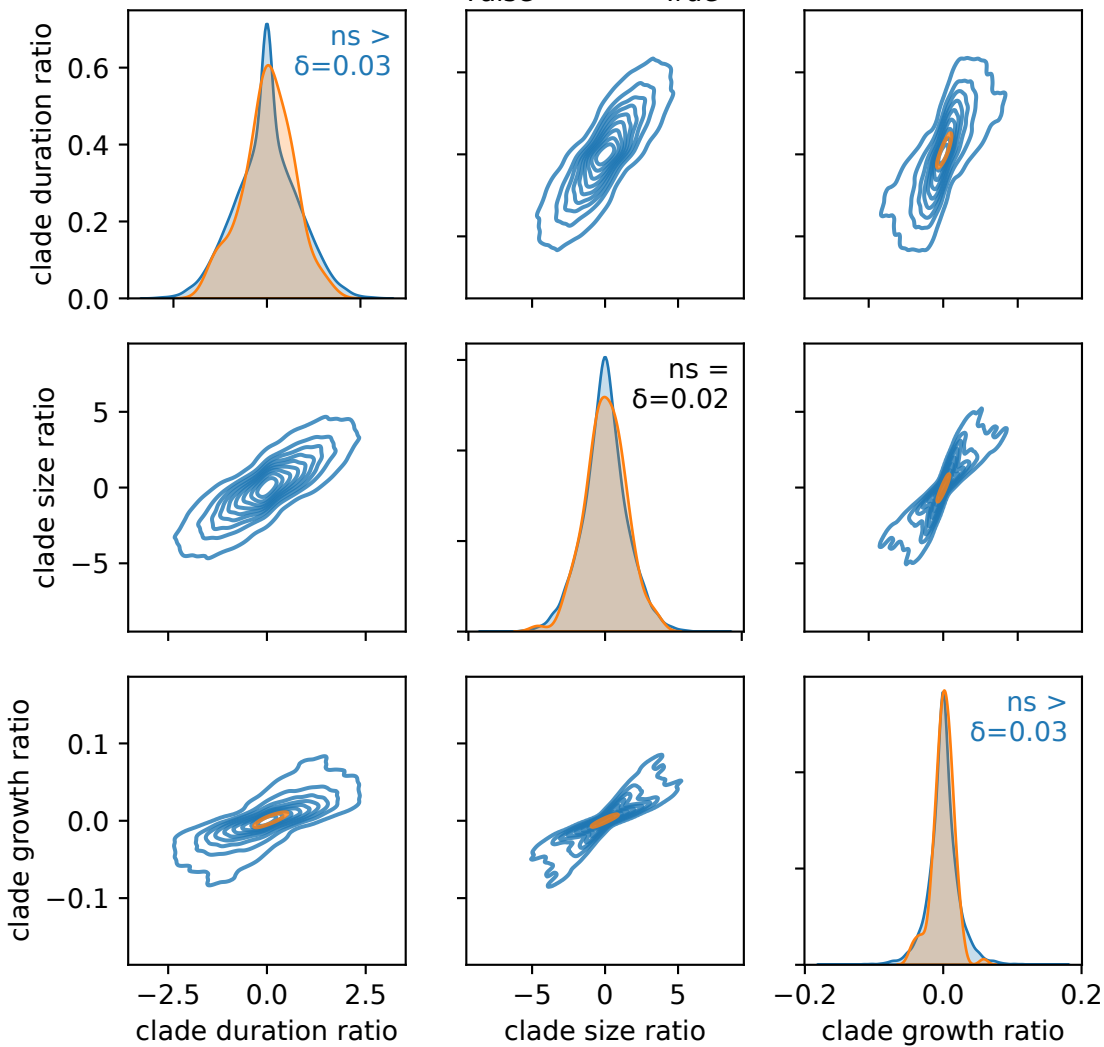 clade duration ratio
0.6
0.4
0.2
0.0
ns >
δ=0.03
clade size ratio
5
0
−5
ns =
δ=0.02
clade growth ratio
0.1
0.0
−0.1
ns >
δ=0.03
−2.5 0.0 2.5
−5 0 5
−0.2 0.0 0.2
clade duration ratio
clade size ratio
clade growth ratio